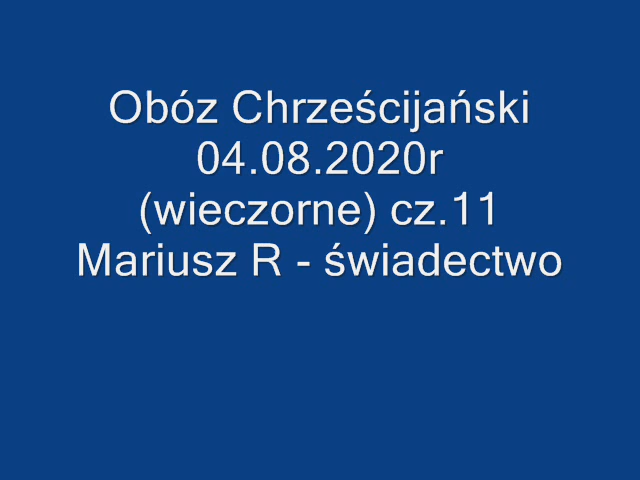 Obóz Chrześcijański
04.08.2020r
(wieczorne) cz.11
Mariusz R - świadectwo